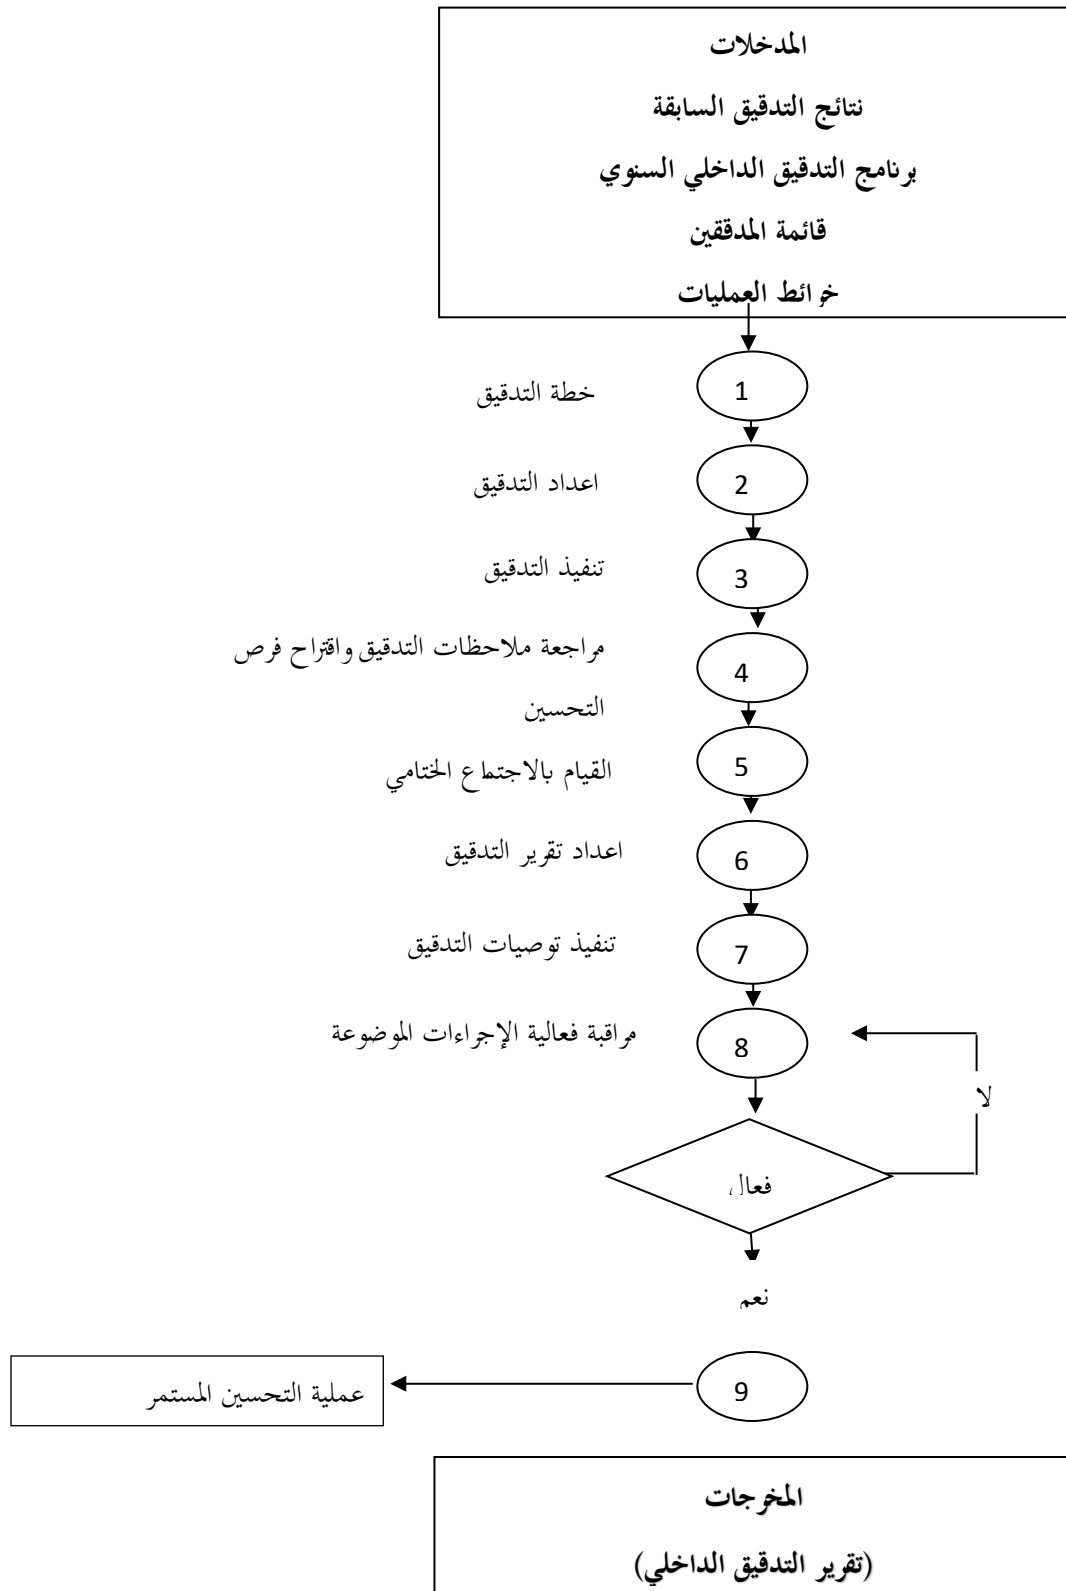 المدخلات
نتائج التدقيق السابقة
برنامج التدقيق الداخلي السنوي
قائمة المدققين
خرائط العمليات
1
خطة التدقيق
2
اعداد التدقيق
3
تنفيذ التدقيق
4
مراجعة ملاحظات التدقيق واقتراح فرص
التحسين
5
القيام بالاجتماع الختامي
6
اعداد تقرير التدقيق
7
تنفيذ توصيات التدقيق
8
مراقبة فعالية الإجراءات الموضوعة
لا
فعال
نعم
9
عملية التحسين المستمر
المخرجات
(تقرير التدقيق الداخلي)